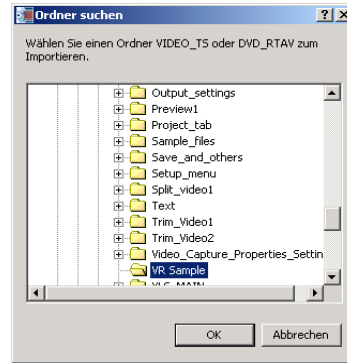 Ordner suchen
Wählen Sie einen Ordner VIDEO_TS oder DVD_RTAV zum
Importieren.
Output_settings
Preview1
Project_tab
Sample_files
Save_and_others
Setup_menu
Split_video1
Text
Trim_Video1
Trim_Video2
Video_Capture_Properties_Settin
VR Sample
OK
Abbrechen